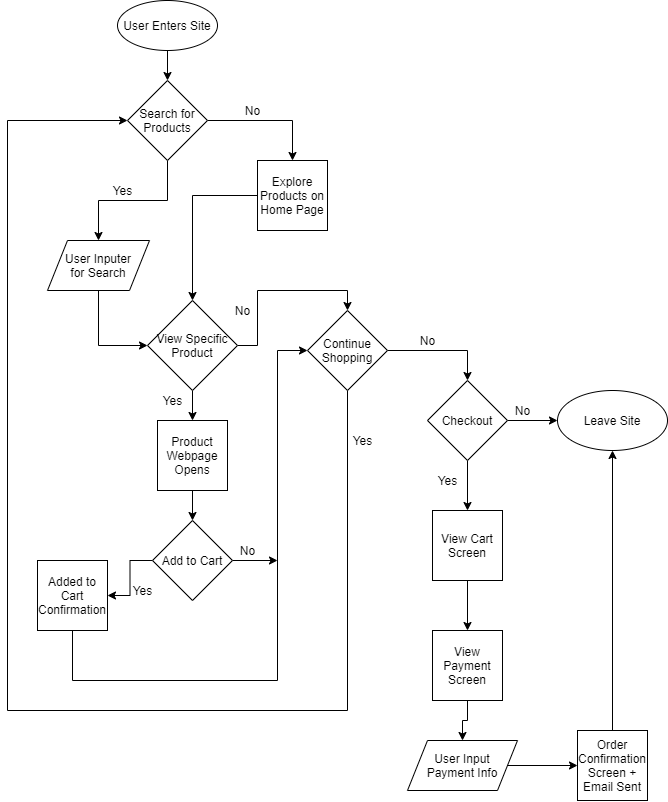 User Enters Site
Search for
Products
No
Yes
Explore
Products on
Home Page
User Inputer
for Search
No
View Specific
Product
Continue
Shopping
No
Yes
Checkout
No
Leave Site
Product
Webpage
Opens
Yes
Yes
View Cart
Screen
Add to Cart
No
Yes
Added to
Cart
Confirmation
View
Payment
Screen
User Input
Payment Info
Order
Confirmation
Screen +
Email Sent